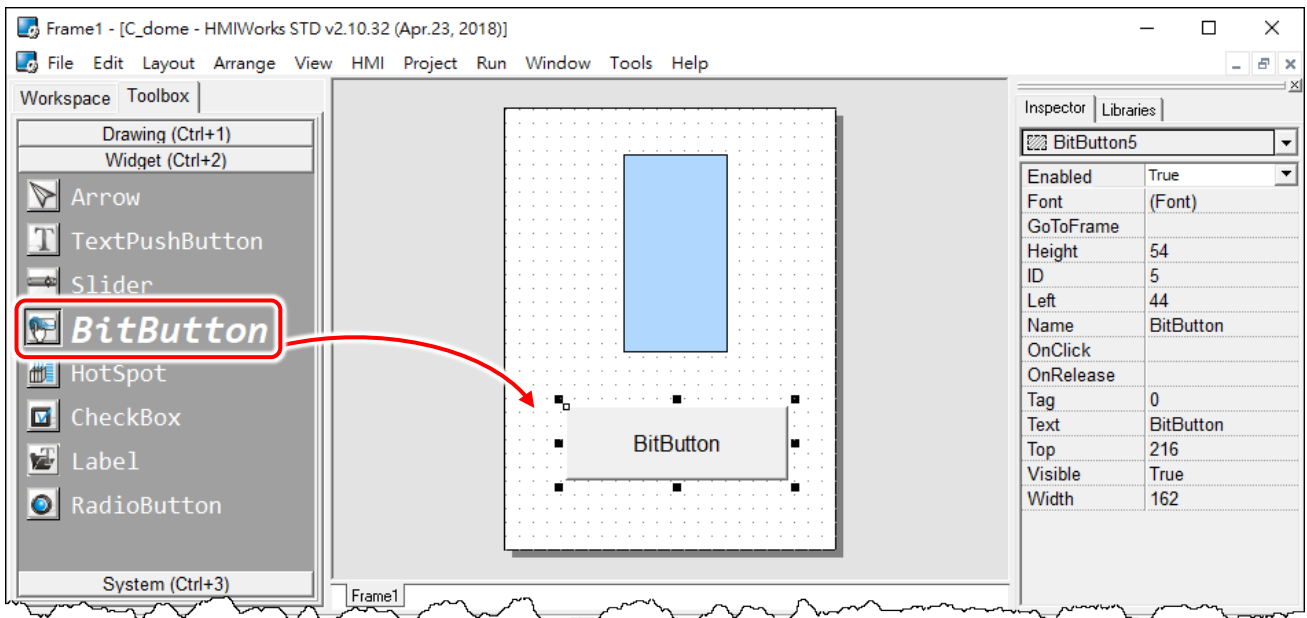 Frame1 - [C_dome - HMIWorks STD v2.10.32 (Apr.23, 2018)]
File Edit Layout Arrange View HMI Project Run Window Tools Help
Workspace Toolbox
Drawing (Ctrl+1)
Widget (Ctrl+2)
Arrow
TextPushButton
Slider
BitButton
HotSpot
CheckBox
Label
RadioButton
System (Ctrl+3)
BitButton
Frame1
Inspector Libraries
BitButton5
Enabled True
Font (Font)
GoToFrame
Height 54
ID 5
Left 44
Name BitButton
OnClick
OnRelease
Tag 0
Text BitButton
Top 216
Visible True
Width 162